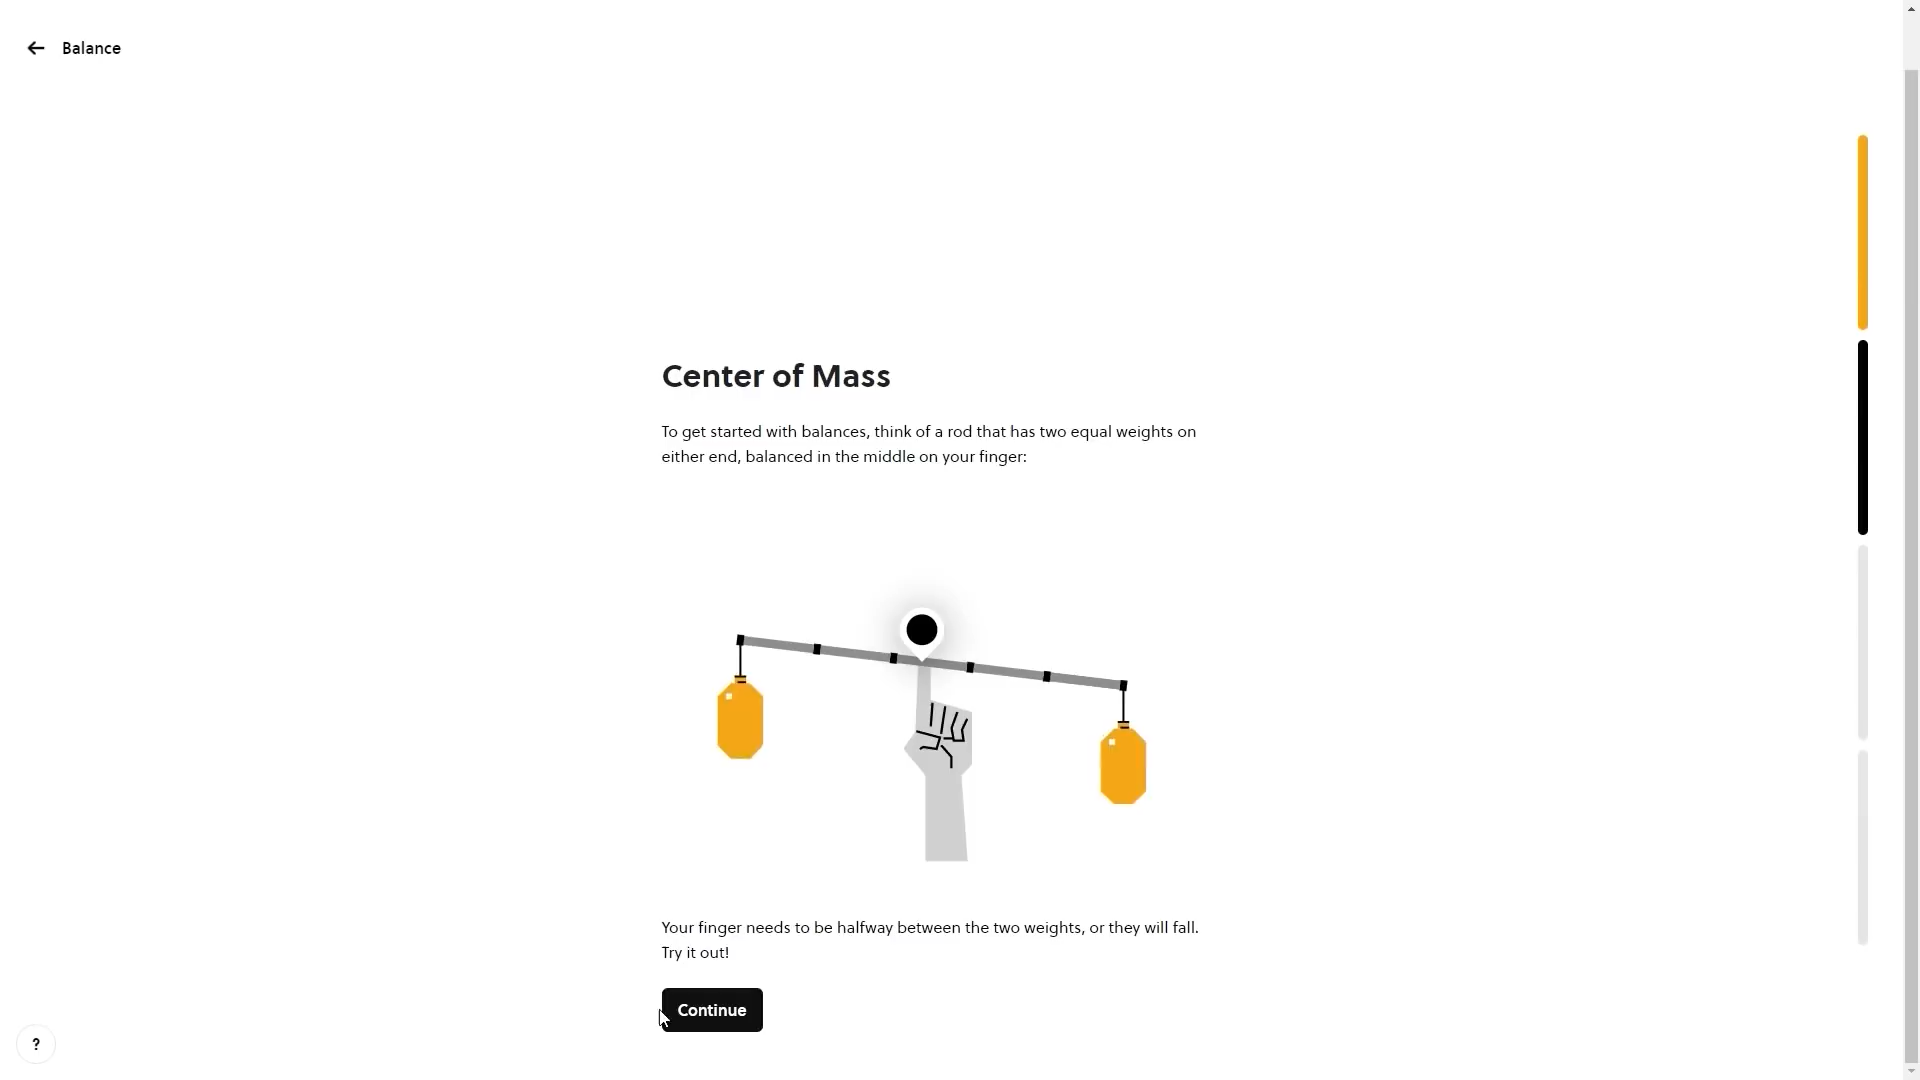 Balance
Center of Mass
To get started with balances, think of a rod that has two equal weights on
either end, balanced in the middle on your finger:
Your finger needs to be halfway between the two weights, or they will fall.
Try it out!
Continue
?